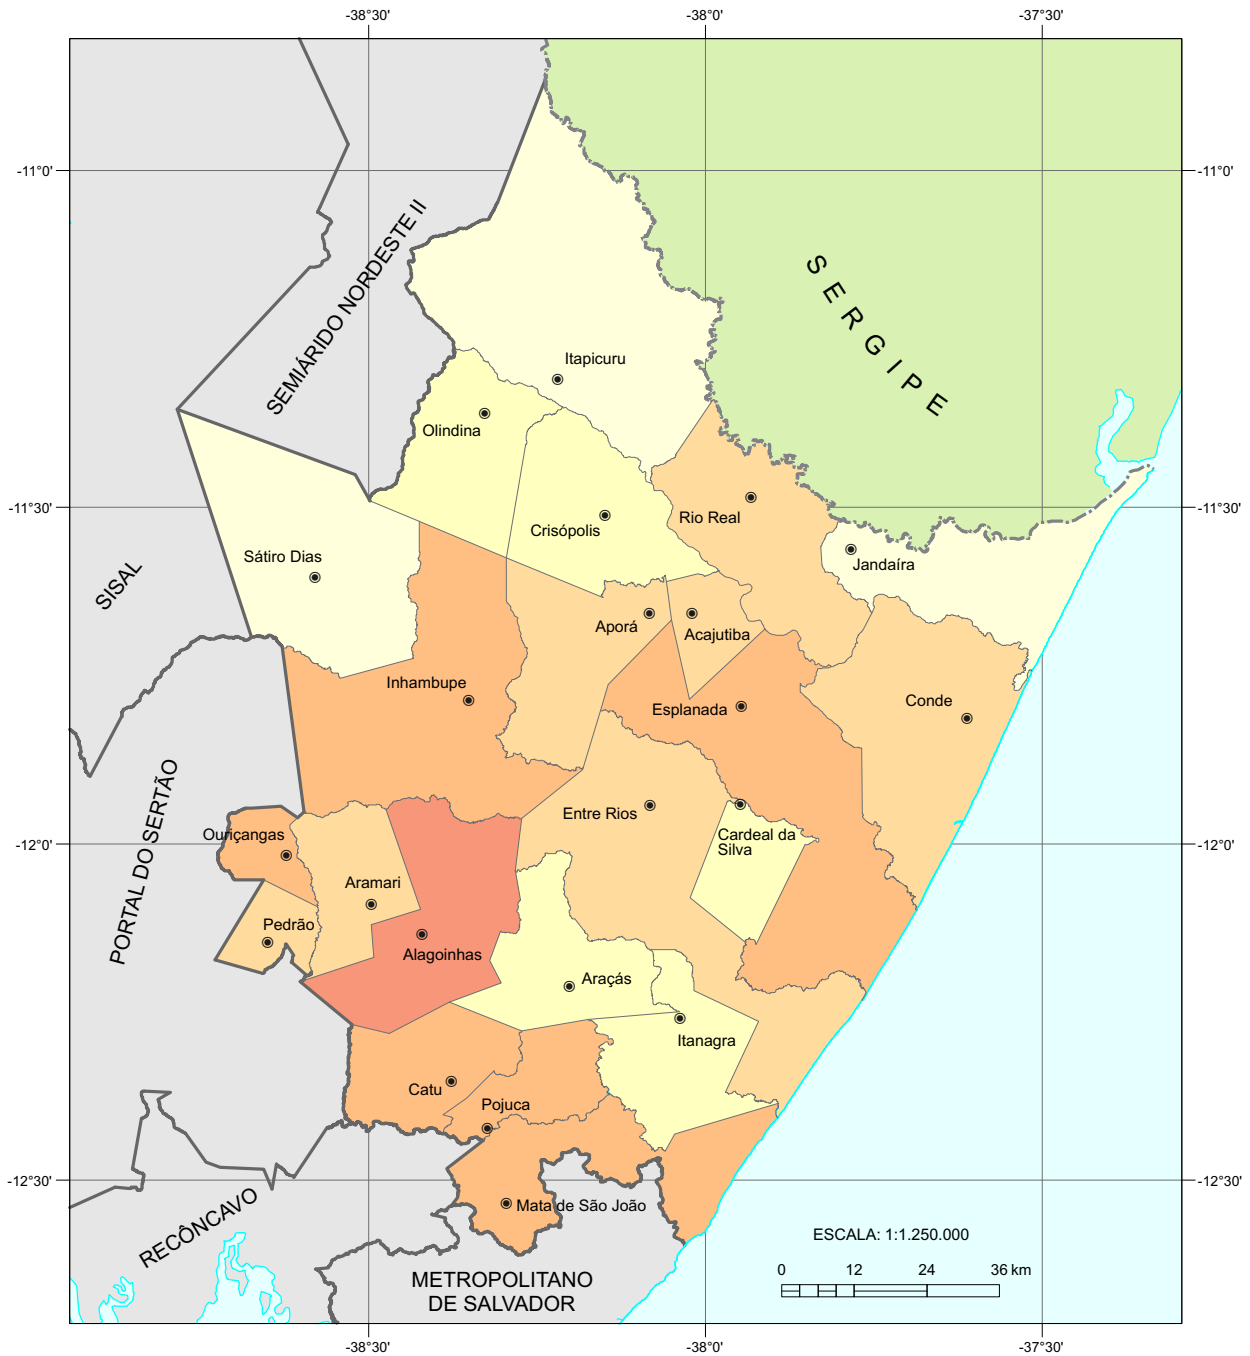 -38°30'
-38°0'
-37°30'
-11°0'
-11°0'
SEMIÁRIDO NORDESTE II
SERGIPE
Itapicuru
Olindina
-11°30'
-11°30'
Crisópolis
Rio Real
Sátiro Dias
Jandaíra
SISAL
Aporá
Acajutiba
Inhambupe
Esplanada
Conde
PORTAL DO SERTÃO
Entre Rios
Ouriçangas
Cardeal da
Silva
-12°0'
-12°0'
Aramari
Pedrão
Alagoinhas
Araçás
Itanagra
Catu
Pojuca
-12°30'
-12°30'
Mata de São João
RECÔNCAVO
ESCALA: 1:1.250.000
METROPOLITANO
DE SALVADOR
0 12 24 36 km
-38°30'
-38°0'
-37°30'